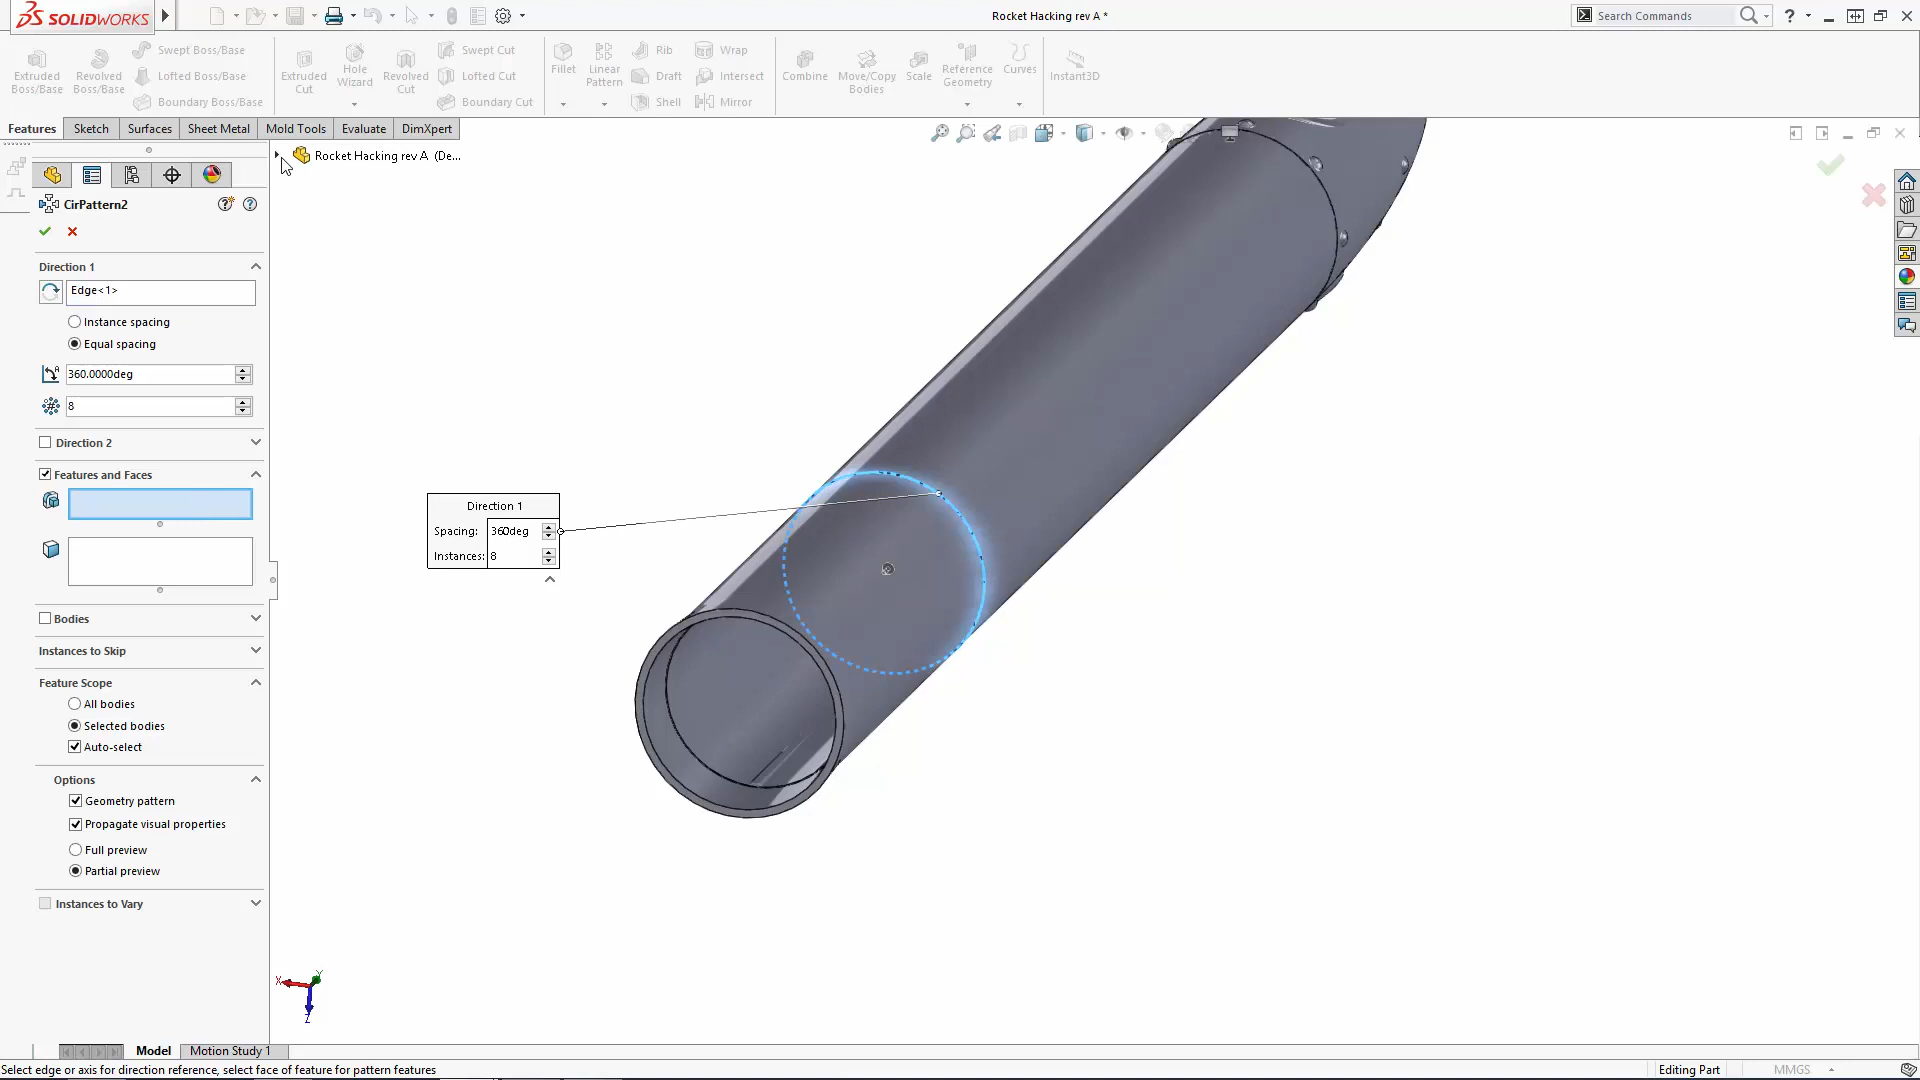 SOLIDWORKS
Rocket Hacking rev A *
Search Commands
Extruded Boss/Base
Revolved Boss/Base
Swept Boss/Base
Lofted Boss/Base
Boundary Boss/Base
Extruded Cut
Hole Wizard
Revolved Cut
Swept Cut
Lofted Cut
Boundary Cut
Fillet
Linear Pattern
Rib
Draft
Shell
Wrap
Intersect
Mirror
Combine
Move/Copy Bodies
Scale
Reference Geometry
Curves
Instant3D
Features
Sketch
Surfaces
Sheet Metal
Mold Tools
Evaluate
DimXpert
Rocket Hacking rev A (De...
CirPattern2
Direction 1
Edge<1>
Instance spacing
Equal spacing
360.0000deg
8
Direction 2
Features and Faces
Bodies
Instances to Skip
Feature Scope
All bodies
Selected bodies
Auto-select
Options
Geometry pattern
Propagate visual properties
Full preview
Partial preview
Instances to Vary
Direction 1
Spacing: 360deg
Instances: 8
X
Y
Z
Model
Motion Study 1
Select edge or axis for direction reference, select face of feature for pattern features
Editing Part
MMGS